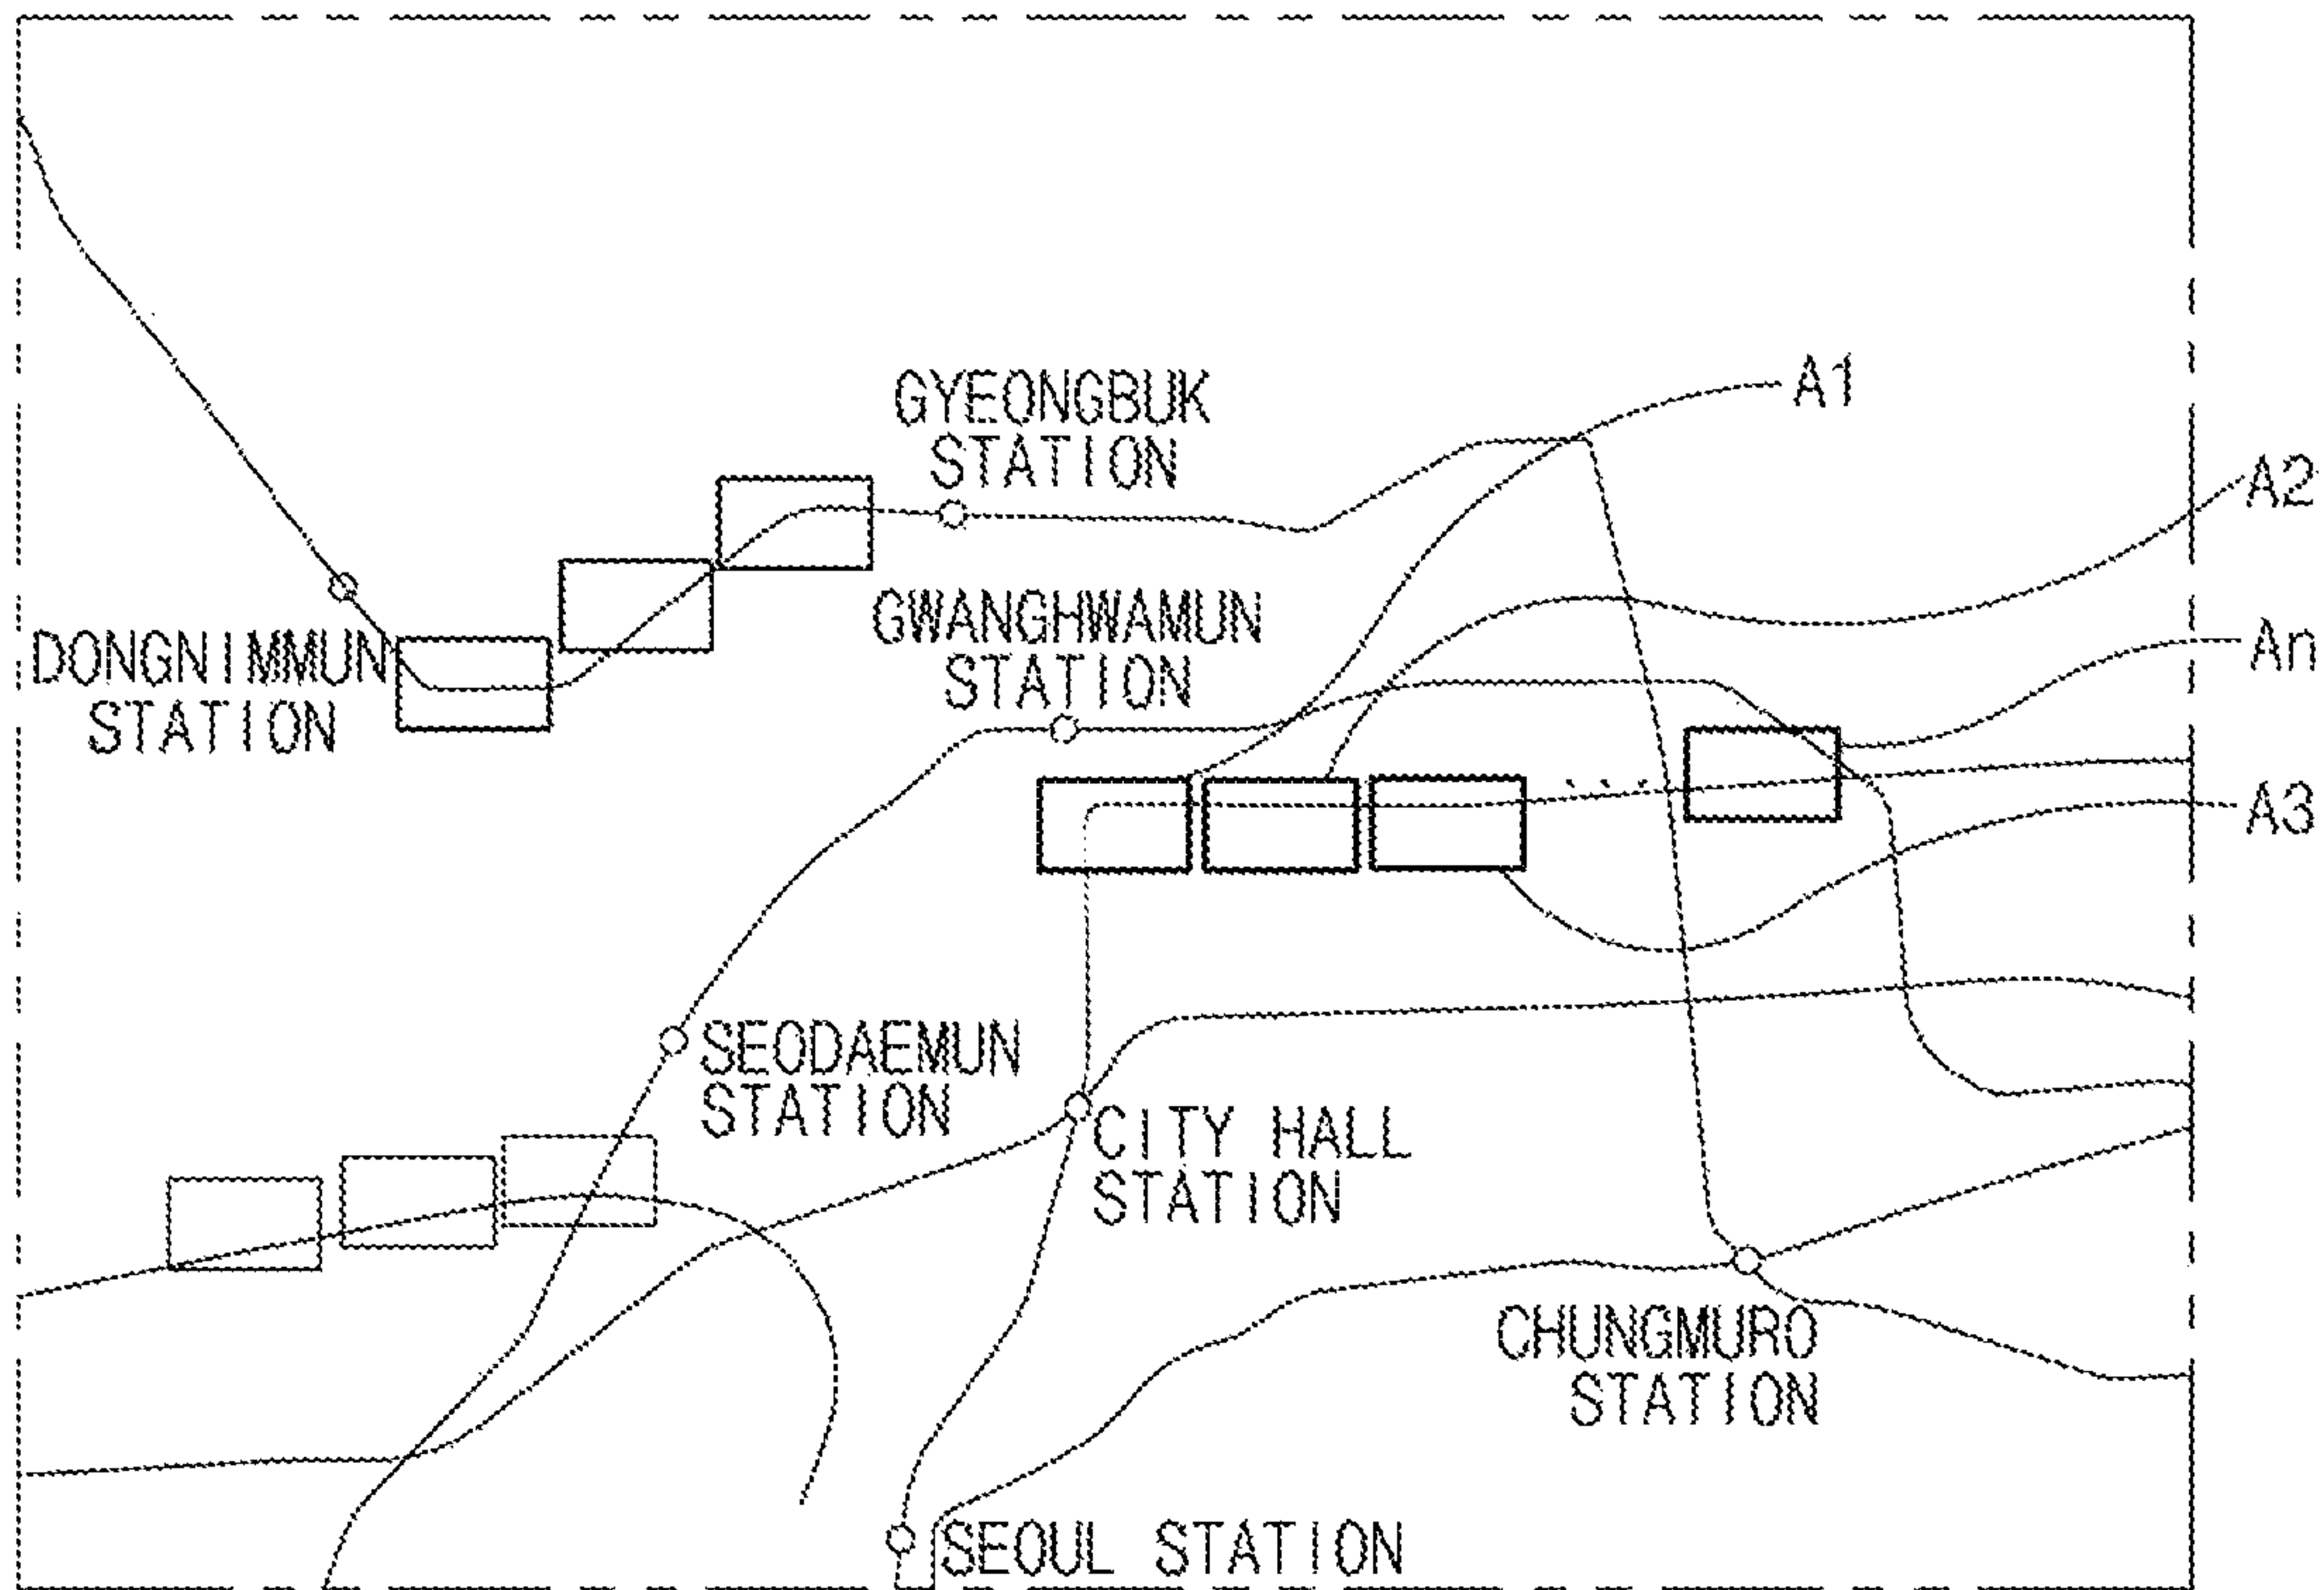 GYEONGBUK
STATION
A1
A2
GWANGHWAMUN
STATION
DONGNIMMUN
STATION
An
A3
SEODAEMUN
STATION
CITY HALL
STATION
CHUNGMURO
STATION
SEOUL STATION